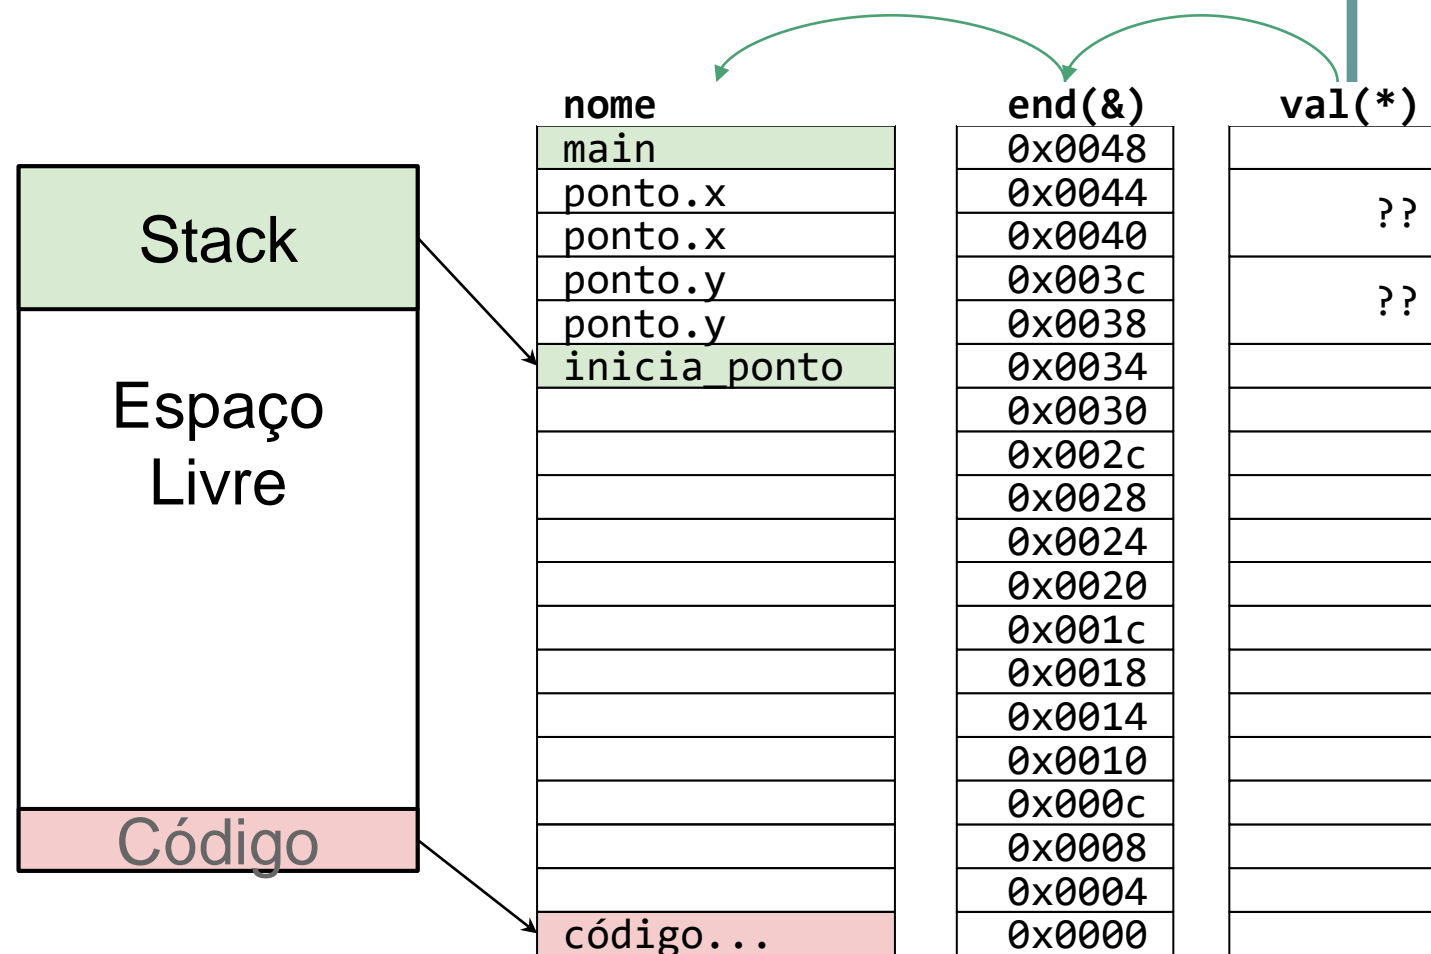 nome end(&) val(*)
main 0x0048
ponto.x 0x0044
??
ponto.x 0x0040
ponto.y 0x003c
??
ponto.y 0x0038
inicia_ponto 0x0034
0x0030
0x002c
0x0028
0x0024
0x0020
0x001c
0x0018
0x0014
0x0010
0x000c
0x0008
0x0004
código... 0x0000
Stack
Espaço
Livre
Código